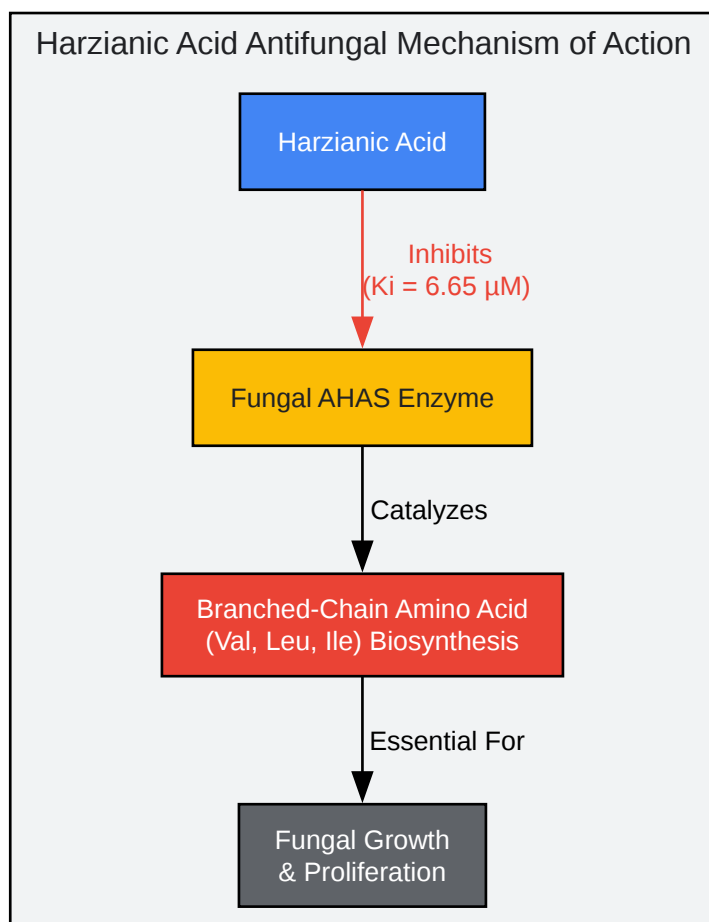 Harzianic Acid Antifungal Mechanism of Action
Harzianic Acid
Inhibits
(Ki = 6.65 µM)
Fungal AHAS Enzyme
Catalyzes
Branched-Chain Amino Acid
(Val, Leu, Ile) Biosynthesis
Essential For
Fungal Growth
& Proliferation